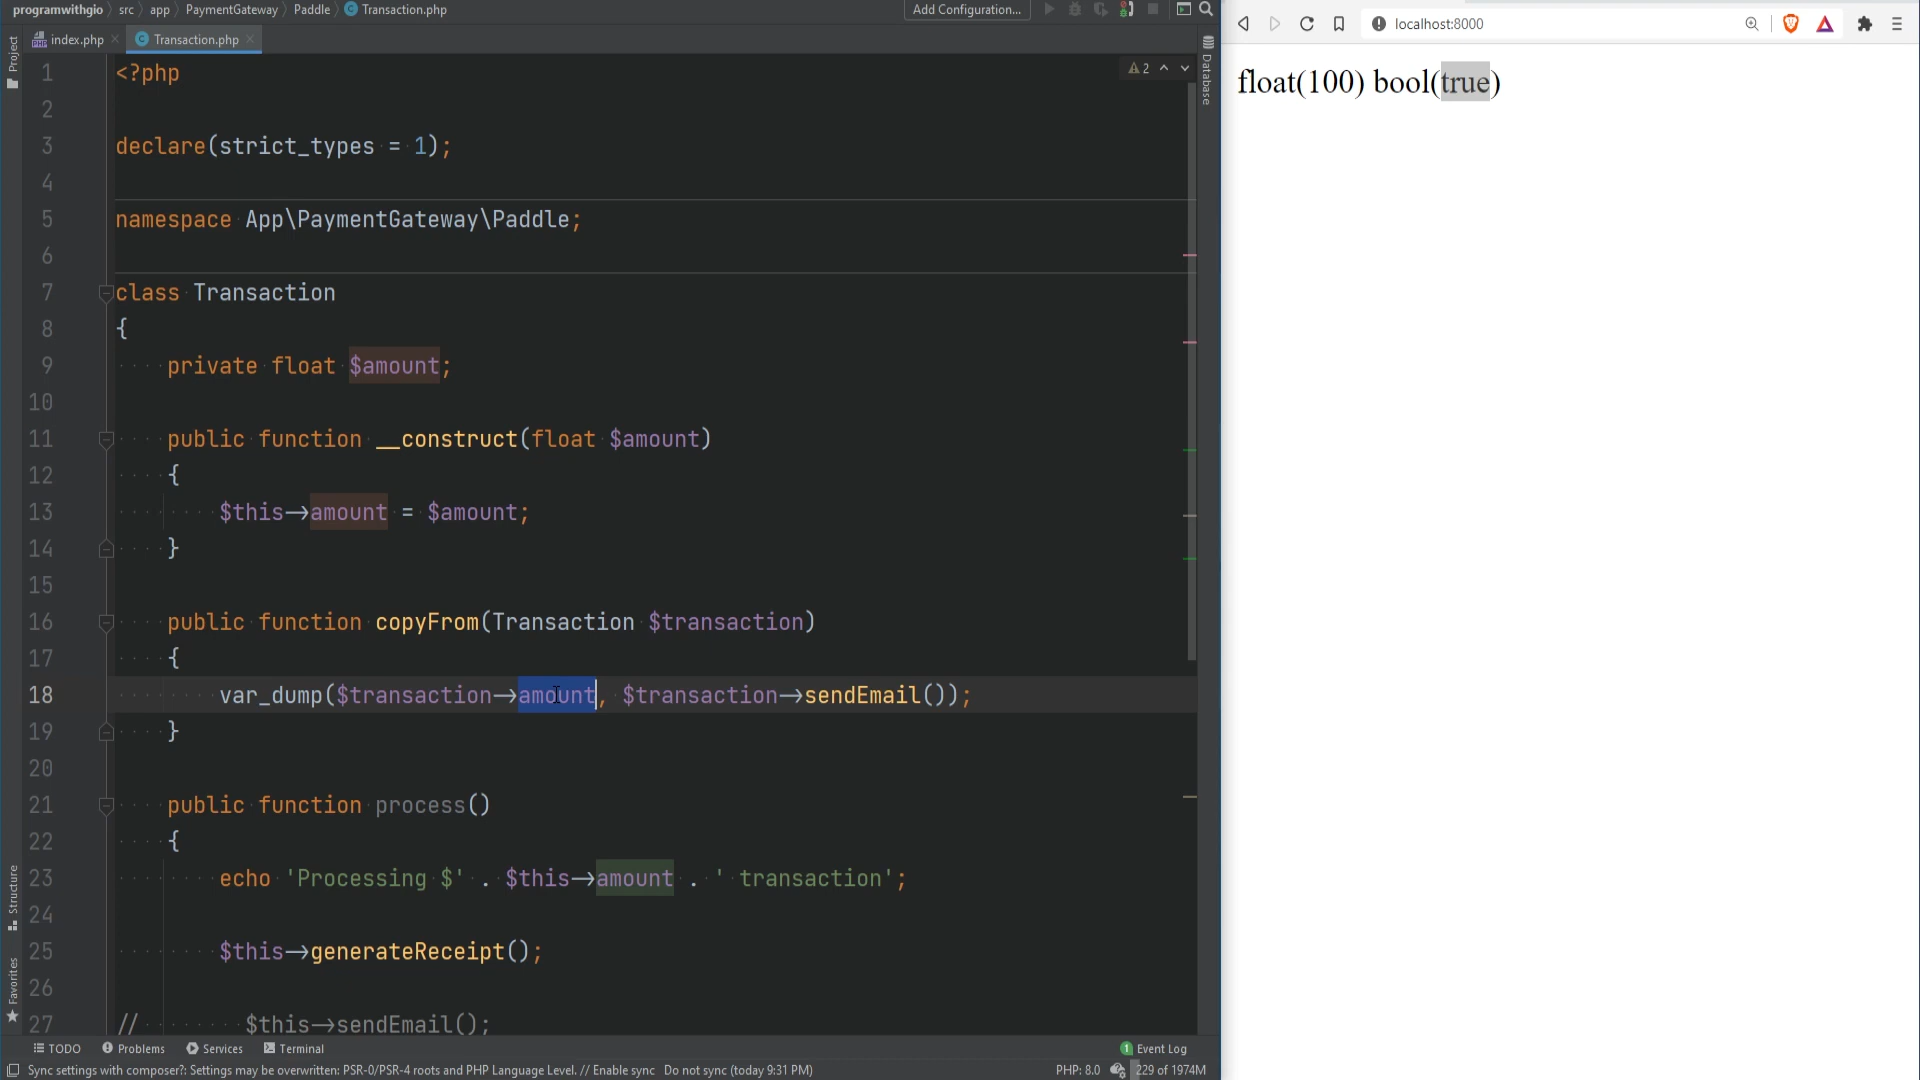 programwithgio src app PaymentGateway Paddle Transaction.php Add Configuration...
index.php Transaction.php
localhost:8000
Project
Database
Structure
Favorites
2
1 <?php
2
3 declare(strict_types = 1);
4
5 namespace App\PaymentGateway\Paddle;
6
7 class Transaction
8 {
9 private float $amount;
10
11 public function __construct(float $amount)
12 {
13 $this->amount = $amount;
14 }
15
16 public function copyFrom(Transaction $transaction)
17 {
18 var_dump($transaction->amount, $transaction->sendEmail());
19 }
20
21 public function process()
22 {
23 echo 'Processing $' . $this->amount . ' transaction';
24
25 $this->generateReceipt();
26
27 // $this->sendEmail();
float(100) bool(true)
TODO Problems Services Terminal 1 Event Log
Sync settings with composer?: Settings may be overwritten: PSR-0/PSR-4 roots and PHP Language Level. // Enable sync Do not sync (today 9:31 PM) PHP: 8.0 229 of 1974M